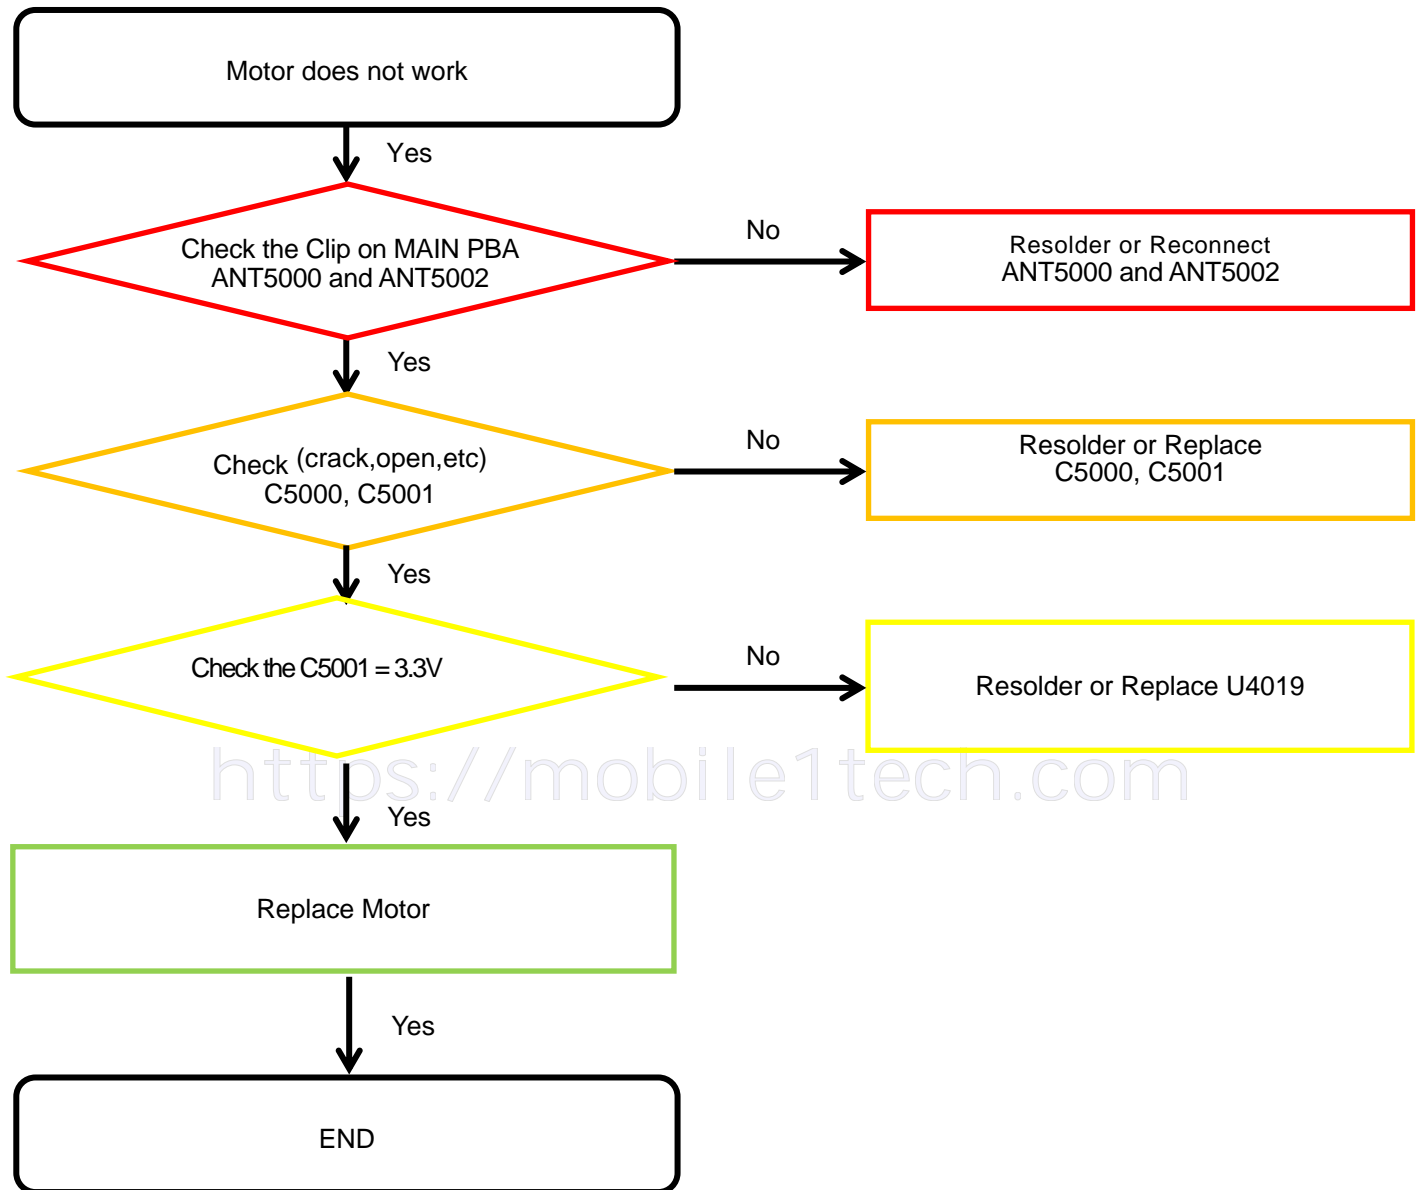 Motor does not work
Yes
Check the Clip on MAIN PBA
ANT5000 and ANT5002
No
Resolder or Reconnect
ANT5000 and ANT5002
Yes
Check (crack,open,etc)
C5000, C5001
No
Resolder or Replace
C5000, C5001
Yes
Check the C5001 = 3.3V
No
Resolder or Replace U4019
https://mobile1tech.com
Yes
Replace Motor
Yes
END